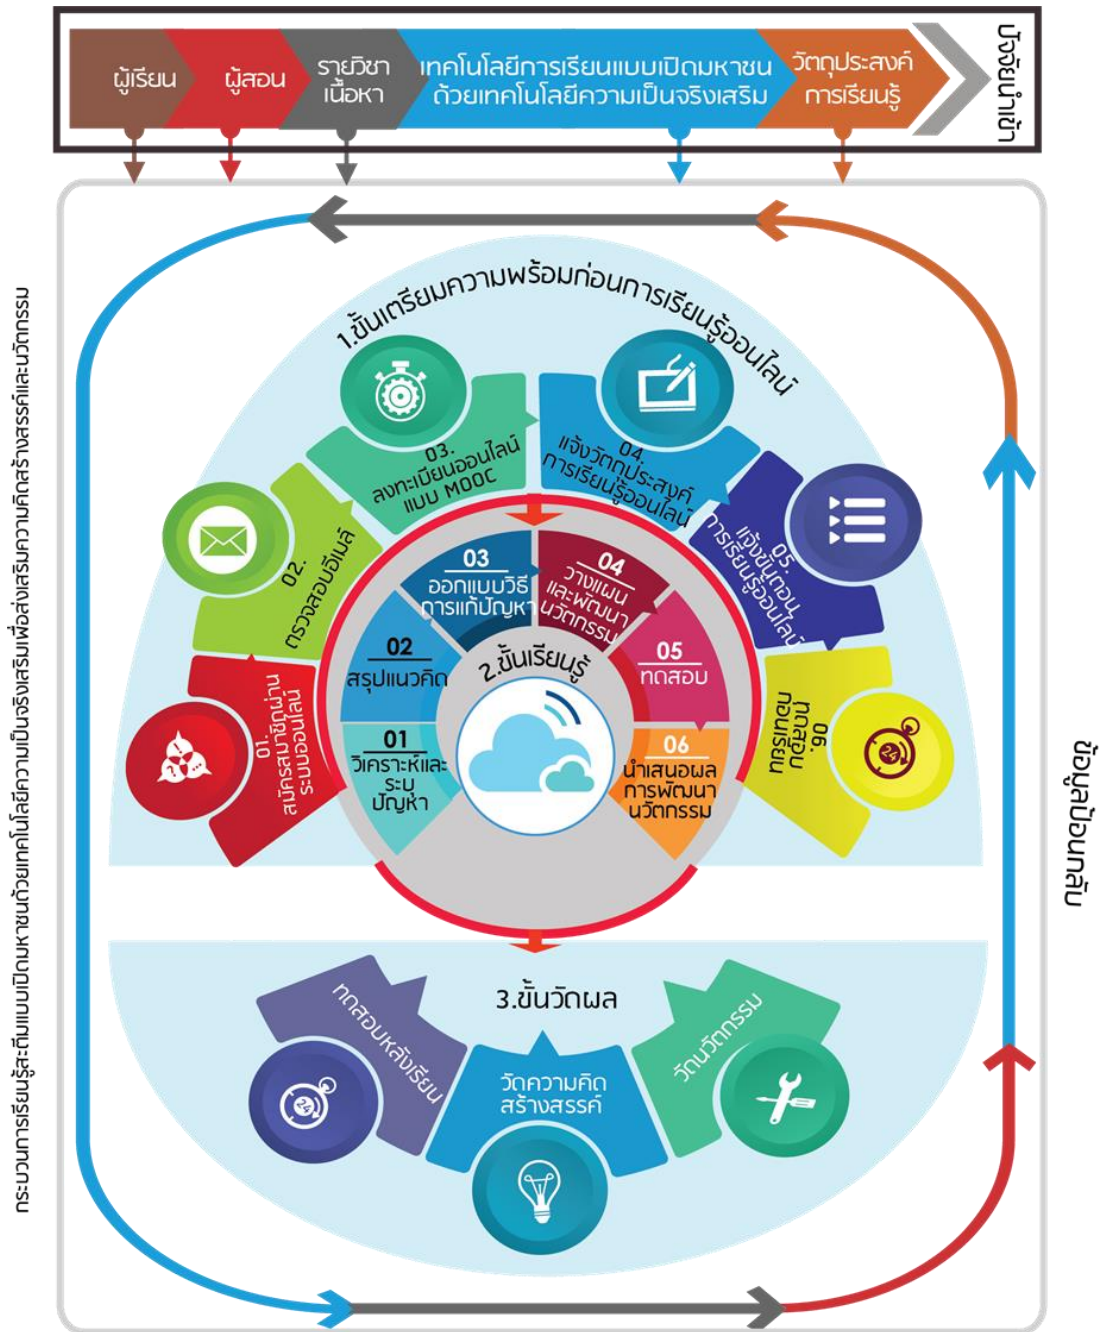 ผู้เรียน
ผู้สอน
รายวิชา
เนื้อหา
เทคโนโลยีการเรียนแบบเปิดมหาชน
ด้วยเทคโนโลยีความเป็นจริงเสริม
วัตถุประสงค์
การเรียนรู้
ปัจจัยนำเข้า
กระบวนการเรียนรู้สะตีมแบบเปิดมหาชนด้วยเทคโนโลยีความเป็นจริงเสริมเพื่อส่งเสริมความคิดสร้างสรรค์และนวัตกรรม
1.ขั้นเตรียมความพร้อมก่อนการเรียนรู้ออนไลน์
01.
สมัครสมาชิกผ่าน
ระบบออนไลน์
02.
ตรวจสอบอีเมล์
03.
ลงทะเบียนออนไลน์
แบบ MOOC
04.
แจ้งวัตถุประสงค์
การเรียนรู้ออนไลน์
05.
แจ้งขั้นตอน
การเรียนรู้ออนไลน์
06.
ทดสอบ
ก่อนเรียน
24
2.ขั้นเรียนรู้
01
วิเคราะห์และ
ระบุ
ปัญหา
02
สรุปแนวคิด
03
ออกแบบวิธี
การแก้ปัญหา
04
วางแผน
และพัฒนา
นวัตกรรม
05
ทดสอบ
06
นำเสนอผล
การพัฒนา
นวัตกรรม
3.ขั้นวัดผล
ทดสอบหลังเรียน
24
วัดความคิด
สร้างสรรค์
วัดนวัตกรรม
ข้อมูลป้อนกลับ